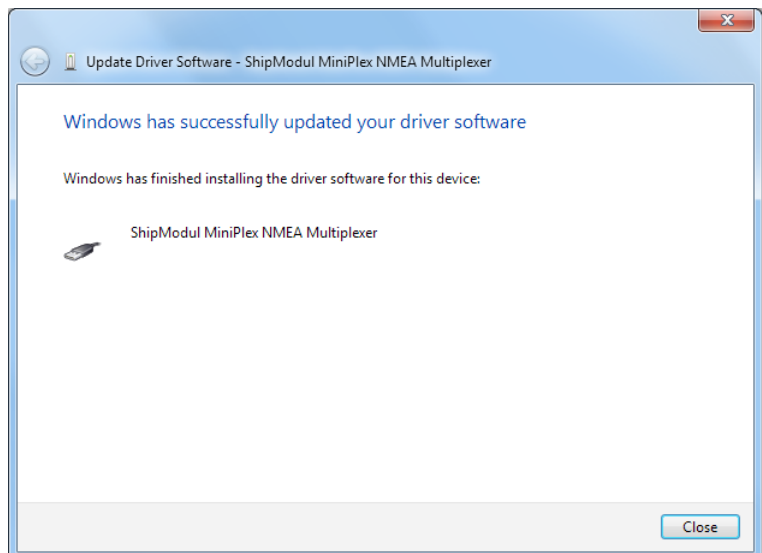 Update Driver Software - ShipModul MiniPlex NMEA Multiplexer
Windows has successfully updated your driver software
Windows has finished installing the driver software for this device:
ShipModul MiniPlex NMEA Multiplexer
Close